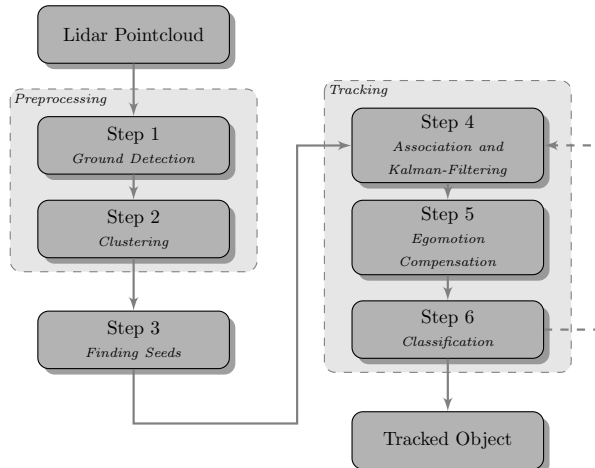 Lidar Pointcloud
Preprocessing
Step 1
Ground Detection
Step 2
Clustering
Step 3
Finding Seeds
Tracking
Step 4
Association and
Kalman-Filtering
Step 5
Egomotion
Compensation
Step 6
Classification
Tracked Object